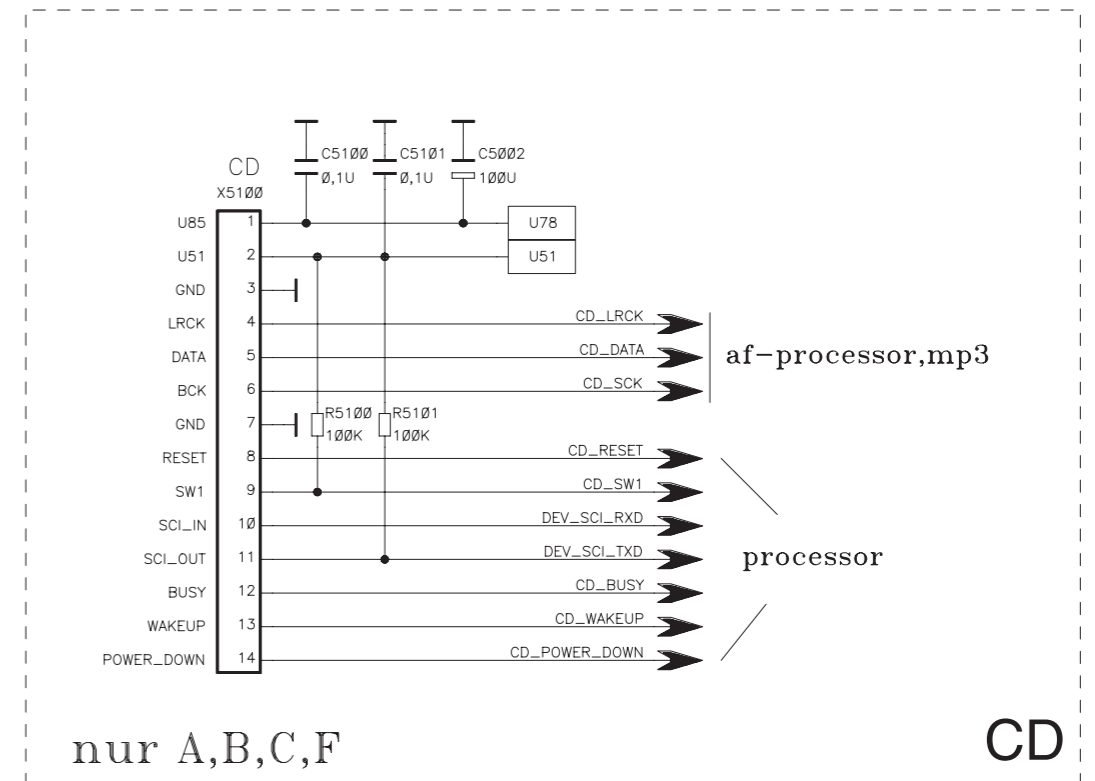 C5100 C5101 C5002
0,1U 0,1U 100U
CD
X5100
U85 1 U78
U51 2 U51
GND 3
LRCK 4 CD_LRCK
DATA 5 CD_DATA af-processor,mp3
BCK 6 CD_SCK
GND 7 R5100 R5101
100K 100K
RESET 8 CD_RESET
SW1 9 CD_SW1
SCI_IN 10 DEV_SCI_RXD
SCI_OUT 11 DEV_SCI_TXD processor
BUSY 12 CD_BUSY
WAKEUP 13 CD_WAKEUP
POWER_DOWN 14 CD_POWER_DOWN
nur A,B,C,F CD